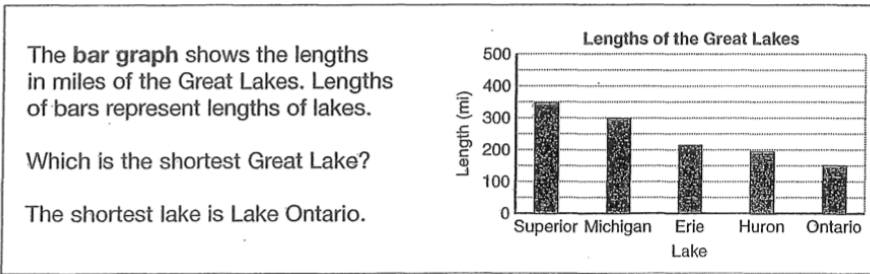 The bar graph shows the lengths
in miles of the Great Lakes. Lengths
of bars represent lengths of lakes.
Which is the shortest Great Lake?
The shortest lake is Lake Ontario.
Lengths of the Great Lakes
Length (mi)
500
400
300
200
100
0
Superior Michigan Erie Huron Ontario
Lake